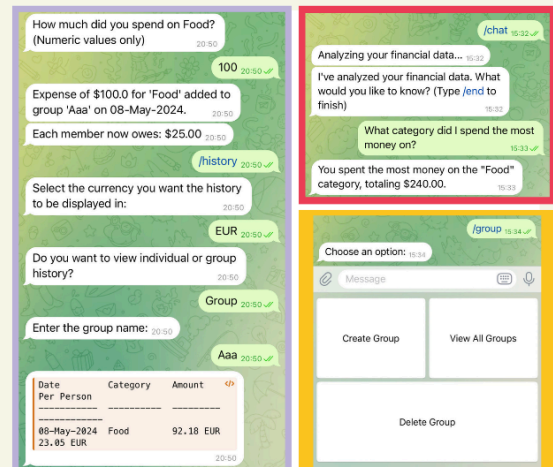 How much did you spend on Food?
(Numeric values only)
20:50
100 20:50
Expense of $100.0 for 'Food' added to
group 'Aaa' on 08-May-2024.
20:50
Each member now owes: $25.00 20:50
/history 20:50
Select the currency you want the history
to be displayed in:
20:50
EUR 20:50
Do you want to view individual or group
history?
20:50
Group 20:50
Enter the group name: 20:50
Aaa 20:50
Date Category Amount </>
Per Person
----------- ---------- ---------
------------
08-May-2024 Food 92.18 EUR
23.05 EUR
20:50
/chat 15:32
Analyzing your financial data... 15:32
I've analyzed your financial data. What
would you like to know? (Type /end to
finish)
15:32
What category did I spend the most
money on?
15:33
You spent the most money on the "Food"
category, totaling $240.00.
15:33
/group 15:34
Choose an option: 15:34
Message
Create Group
View All Groups
Delete Group